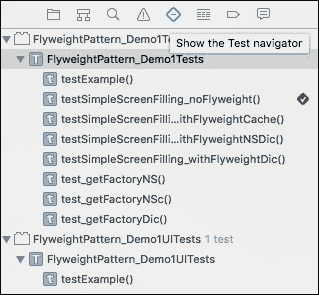 FlyweightPattern_Demo1T
Show the Test navigator
FlyweightPattern_Demo1Tests
testExample()
testSimpleScreenFilling_noFlyweight()
testSimpleScreenFilli...ithFlyweightCache()
testSimpleScreenFilli...ithFlyweightNSDic()
testSimpleScreenFilling_withFlyweightDic()
test_getFactoryNS()
test_getFactoryNSc()
test_getFactoryDic()
FlyweightPattern_Demo1UITests 1 test
FlyweightPattern_Demo1UITests
testExample()